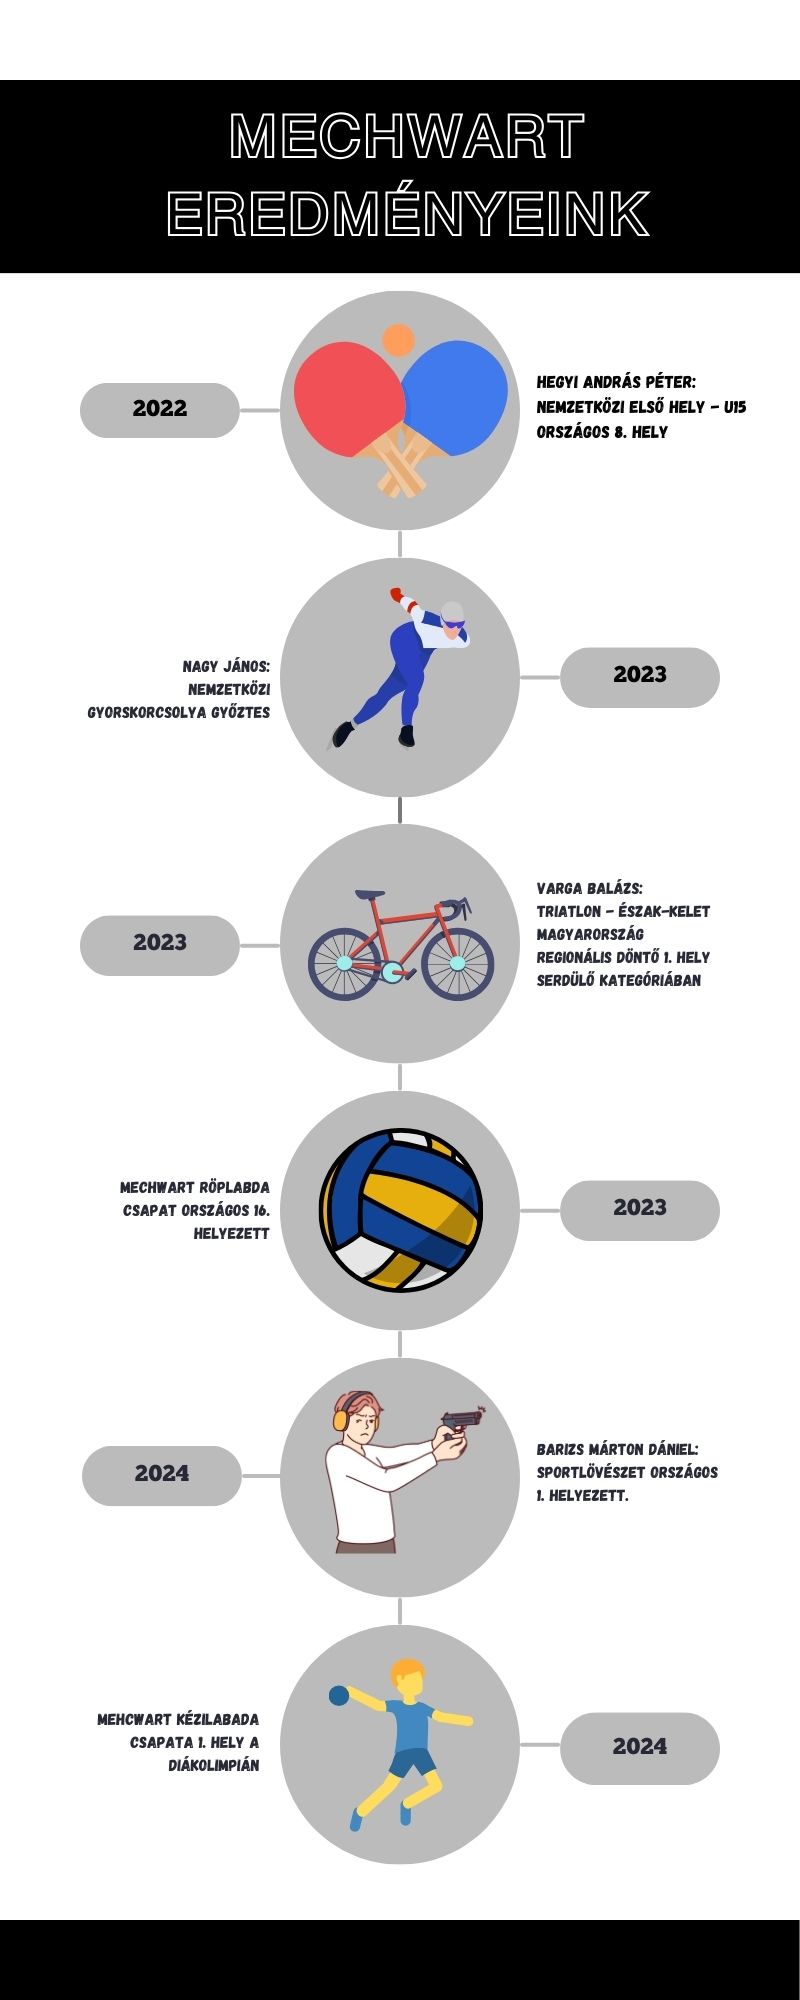 MECHWART
EREDMÉNYEINK
2022
HEGYI ANDRÁS PÉTER:
NEMZETKÖZI ELSŐ HELY - U15
ORSZÁGOS 8. HELY
NAGY JÁNOS:
NEMZETKÖZI
GYORSKORCSOLYA GYŐZTES
2023
2023
VARGA BALÁZS:
TRIATLON - ÉSZAK-KELET
MAGYARORSZÁG
REGIONÁLIS DÖNTŐ 1. HELY
SERDÜLŐ KATEGÓRIÁBAN
MECHWART RÖPLABDA
CSAPAT ORSZÁGOS 16.
HELYEZETT
2023
2024
BARIZS MÁRTON DÁNIEL:
SPORTLÖVÉSZET ORSZÁGOS
1. HELYEZETT.
MEHCWART KÉZILABADA
CSAPATA 1. HELY A
DIÁKOLIMPIÁN
2024